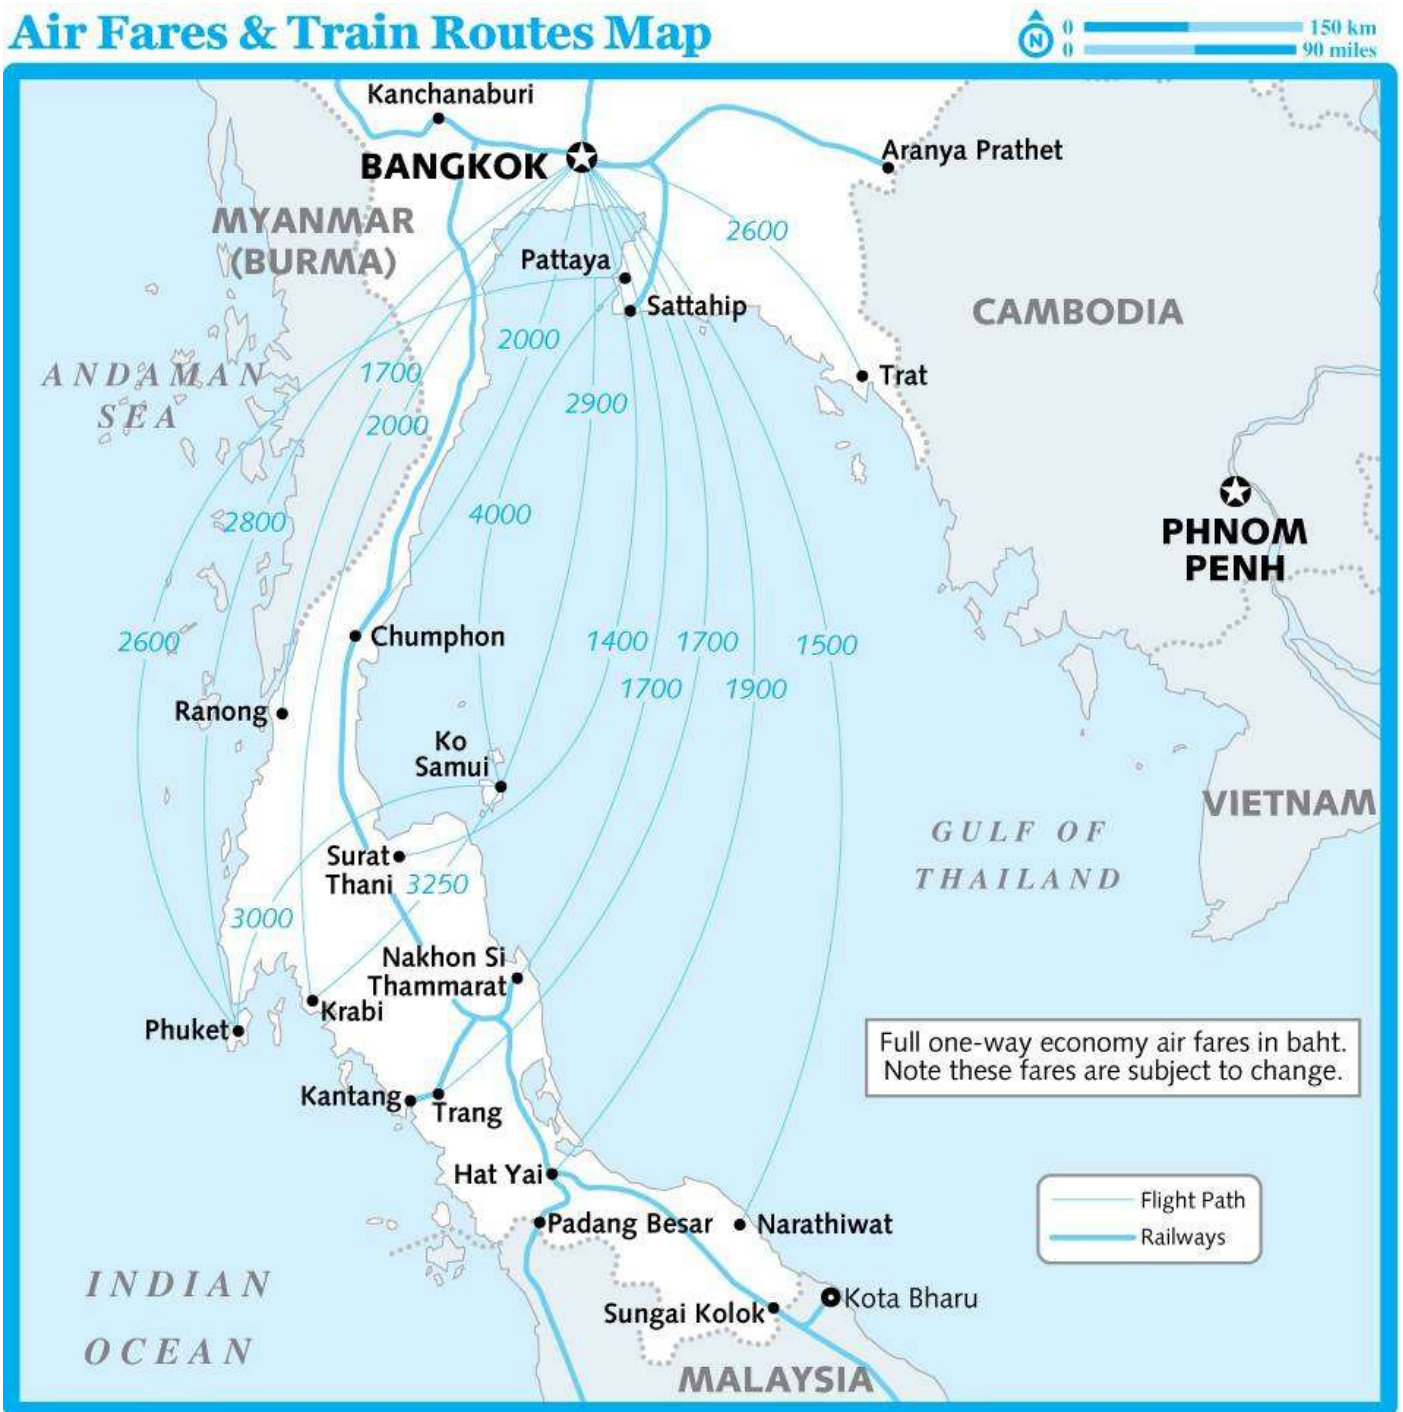 Air Fares & Train Routes Map
N
0 150 km
0 90 miles
Kanchanaburi
BANGKOK
Aranya Prathet
MYANMAR
(BURMA)
2600
Pattaya
Sattahip
CAMBODIA
2000
ANDAMAN
SEA
1700
Trat
2900
2000
4000
2800
PHNOM
PENH
2600
Chumphon
1400
1700
1500
1700
1900
Ranong
Ko
Samui
VIETNAM
GULF OF
THAILAND
Surat
Thani
3250
3000
Nakhon Si
Thammarat
Krabi
Phuket
Full one-way economy air fares in baht.
Note these fares are subject to change.
Kantang
Trang
Hat Yai
Padang Besar
Narathiwat
Flight Path
Railways
INDIAN
OCEAN
Kota Bharu
Sungai Kolok
MALAYSIA